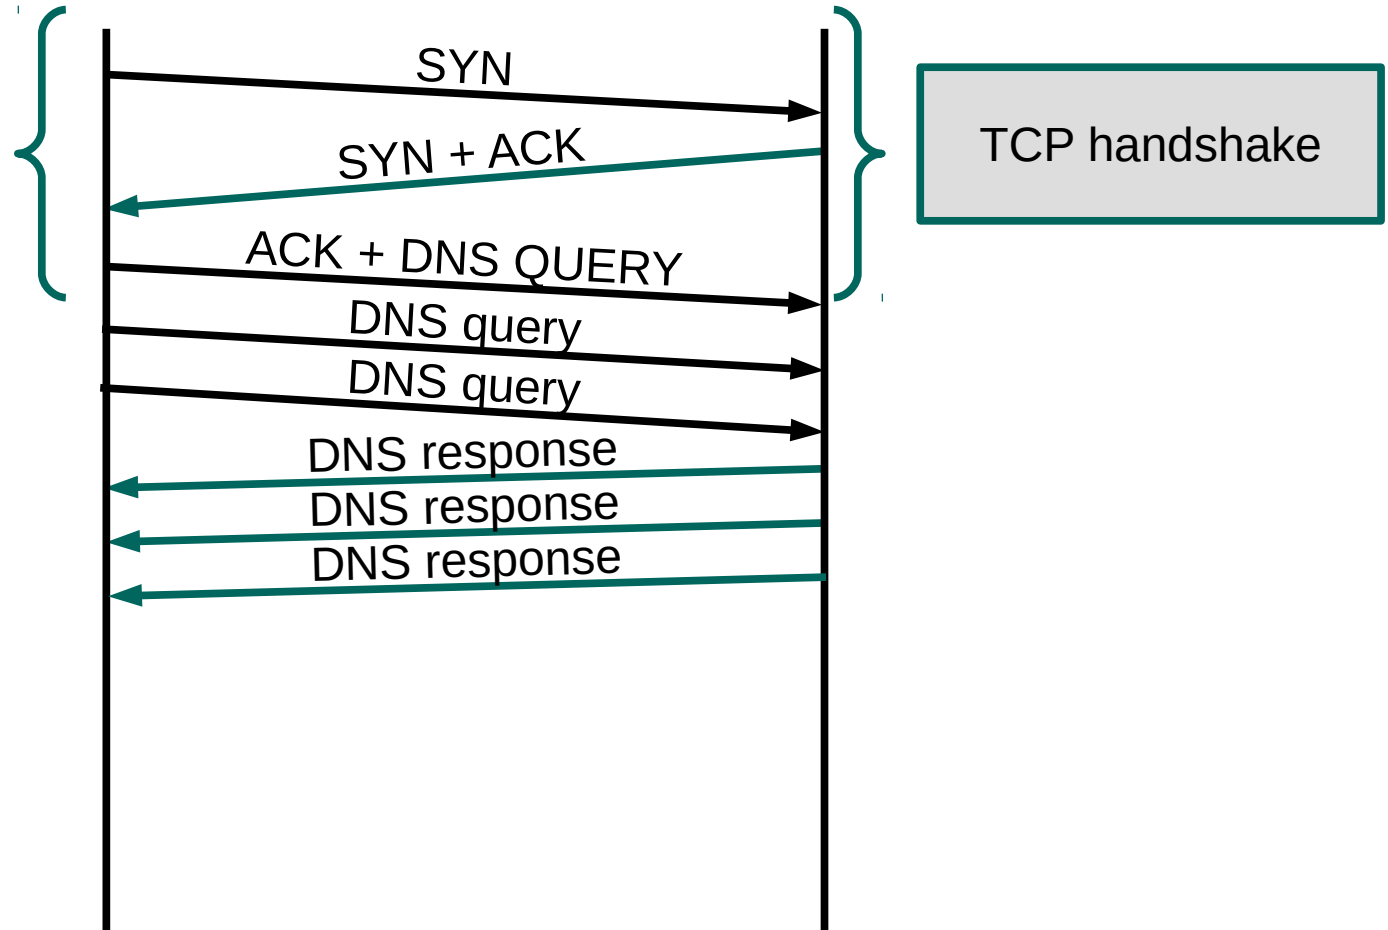 SYN
TCP handshake
SYN + ACK
ACK + DNS QUERY
DNS query
DNS query
DNS response
DNS response
DNS response